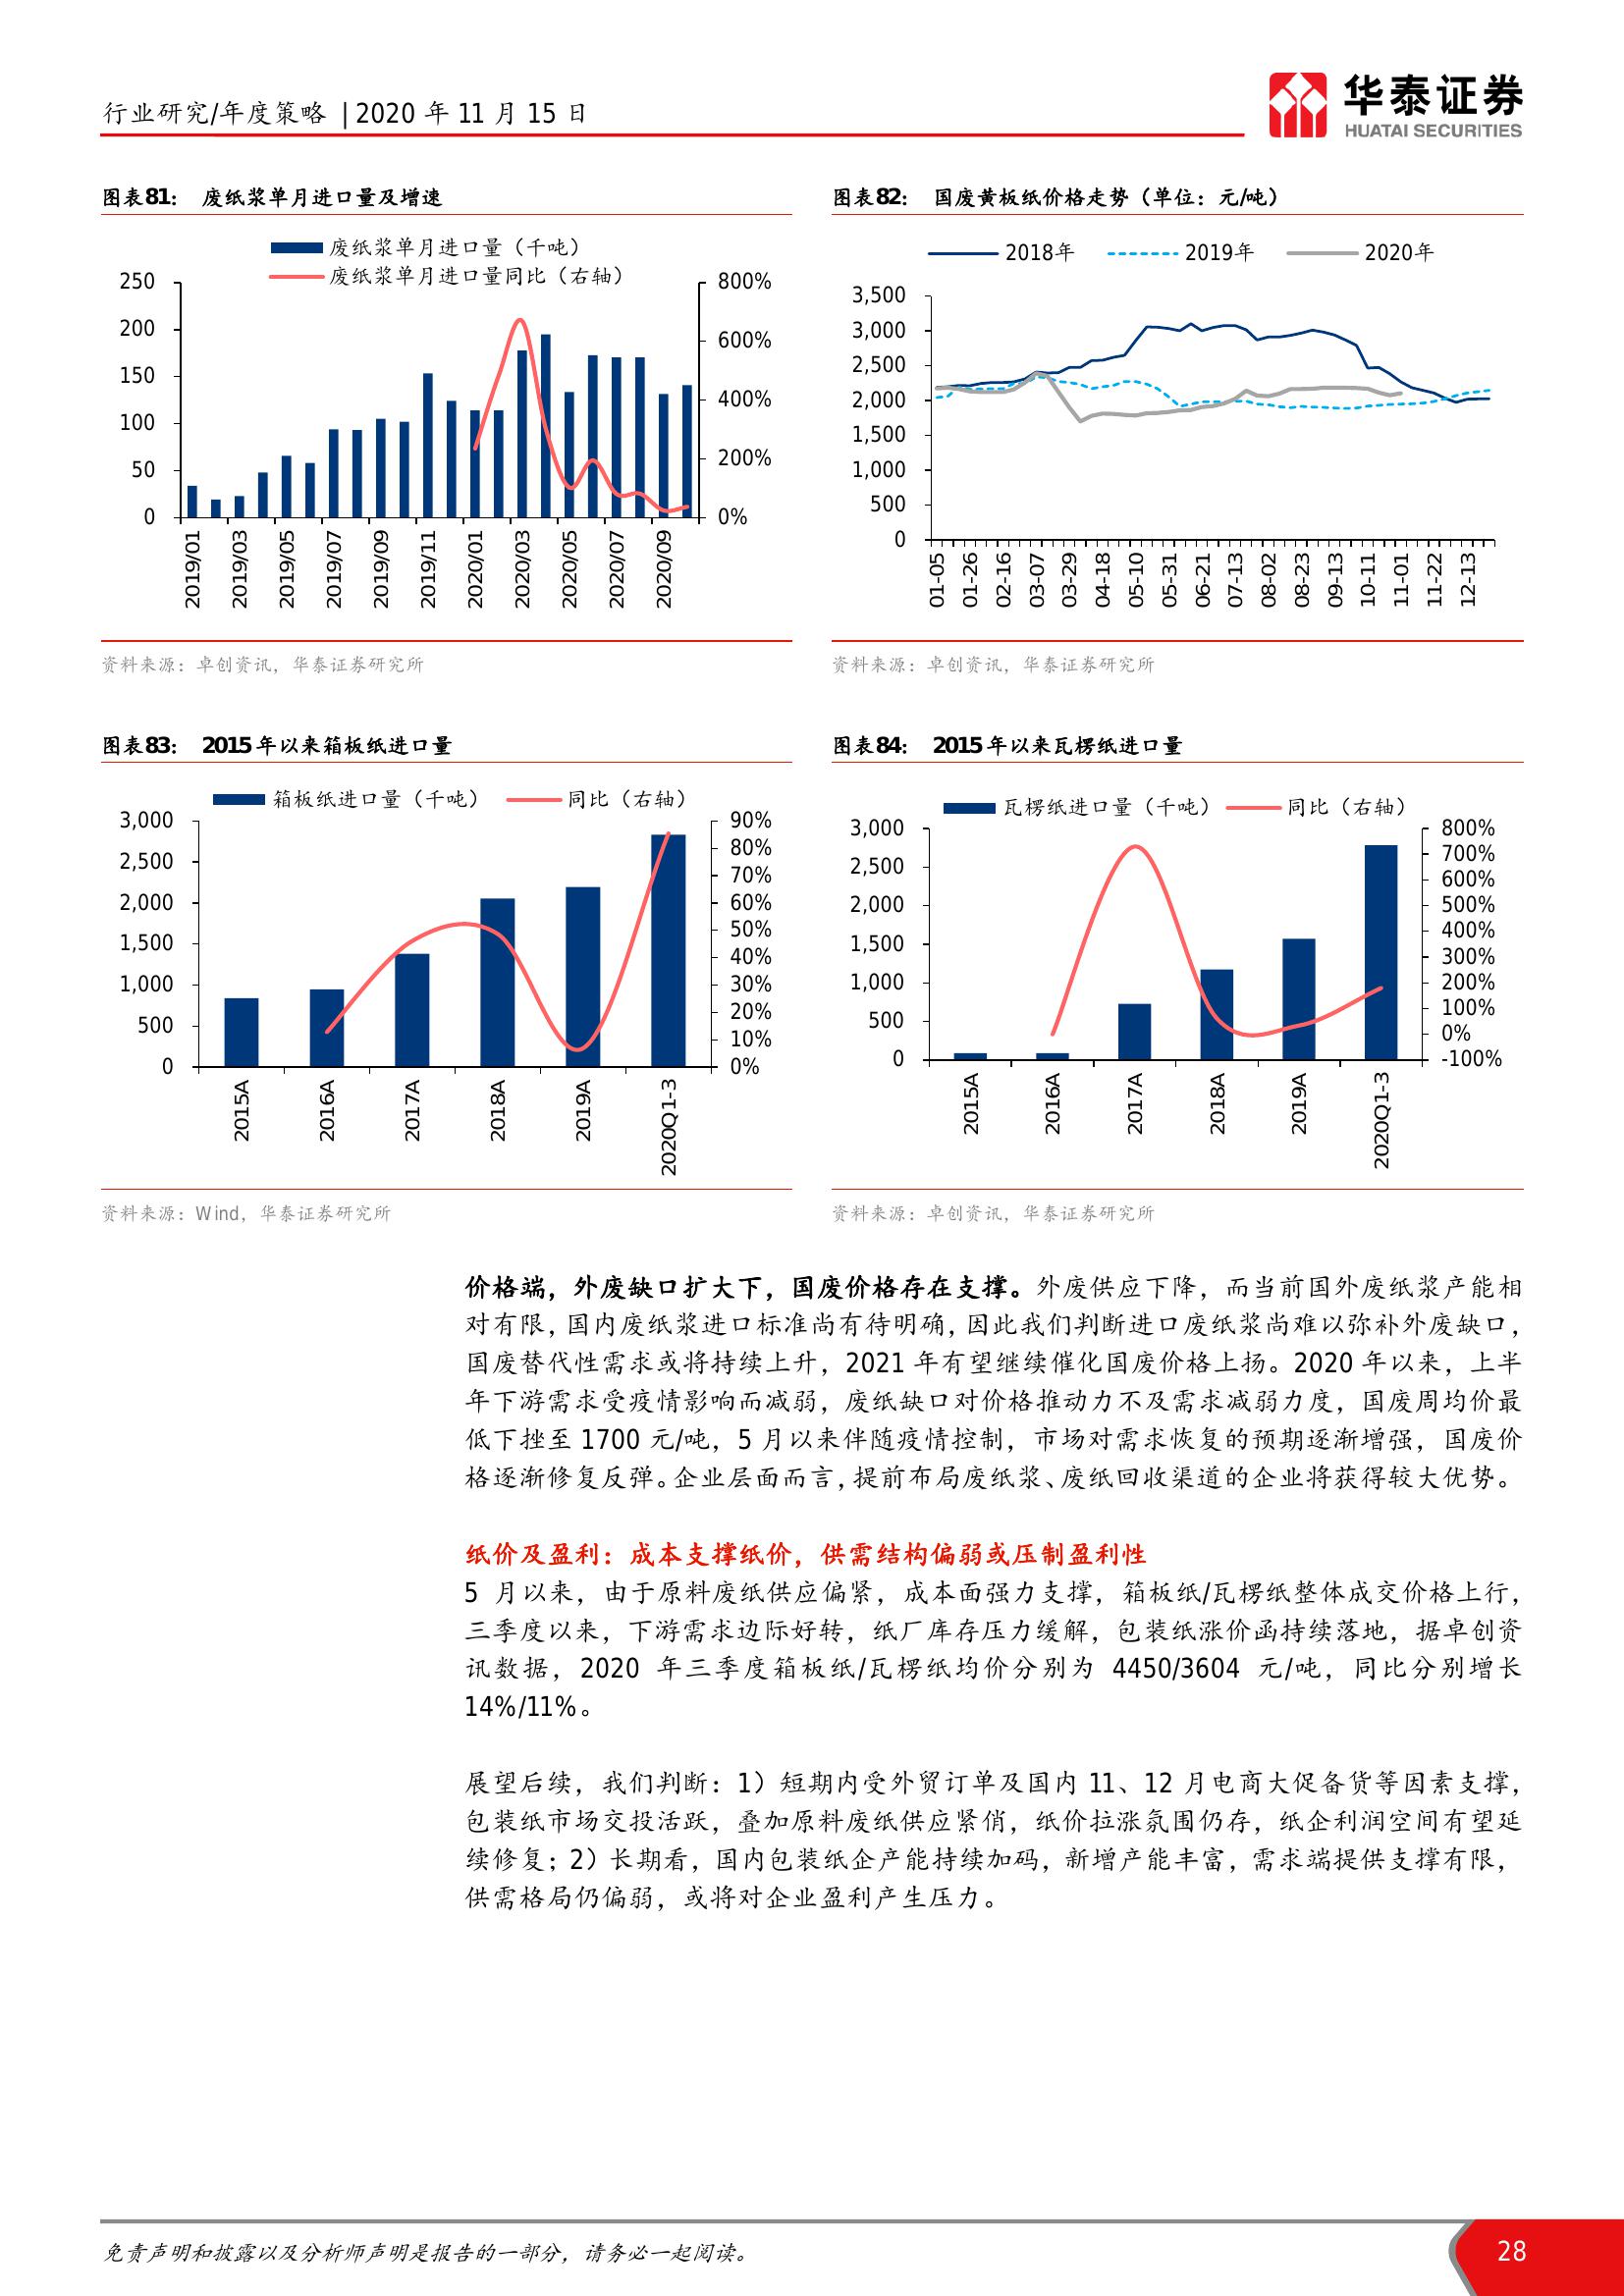 行业研究/年度策略 | 2020 年 11 月 15 日
华泰证券
HUATAI SECURITIES
图表81： 废纸浆单月进口量及增速
废纸浆单月进口量（千吨）
废纸浆单月进口量同比（右轴）
250
200
150
100
50
0
800%
600%
400%
200%
0%
2019/01
2019/03
2019/05
2019/07
2019/09
2019/11
2020/01
2020/03
2020/05
2020/07
2020/09
资料来源：卓创资讯，华泰证券研究所
图表82： 国废黄板纸价格走势（单位：元/吨）
2018年 2019年 2020年
3,500
3,000
2,500
2,000
1,500
1,000
500
0
01-05
01-26
02-16
03-07
03-29
04-18
05-10
05-31
06-21
07-13
08-02
08-23
09-13
10-11
11-01
11-22
12-13
资料来源：卓创资讯，华泰证券研究所
图表83： 2015 年以来箱板纸进口量
箱板纸进口量（千吨） 同比（右轴）
3,000
2,500
2,000
1,500
1,000
500
0
90%
80%
70%
60%
50%
40%
30%
20%
10%
0%
2015A
2016A
2017A
2018A
2019A
2020Q1-3
资料来源：Wind，华泰证券研究所
图表84： 2015 年以来瓦楞纸进口量
瓦楞纸进口量（千吨） 同比（右轴）
3,000
2,500
2,000
1,500
1,000
500
0
800%
700%
600%
500%
400%
300%
200%
100%
0%
-100%
2015A
2016A
2017A
2018A
2019A
2020Q1-3
资料来源：卓创资讯，华泰证券研究所
价格端，外废缺口扩大下，国废价格存在支撑。外废供应下降，而当前国外废纸浆产能相
对有限，国内废纸浆进口标准尚有待明确，因此我们判断进口废纸浆尚难以弥补外废缺口，
国废替代性需求或将持续上升，2021 年有望继续催化国废价格上扬。2020 年以来，上半
年下游需求受疫情影响而减弱，废纸缺口对价格推动力不及需求减弱力度，国废周均价最
低下挫至 1700 元/吨，5 月以来伴随疫情控制，市场对需求恢复的预期逐渐增强，国废价
格逐渐修复反弹。企业层面而言，提前布局废纸浆、废纸回收渠道的企业将获得较大优势。
纸价及盈利：成本支撑纸价，供需结构偏弱或压制盈利性
5 月以来，由于原料废纸供应偏紧，成本面强力支撑，箱板纸/瓦楞纸整体成交价格上行，
三季度以来，下游需求边际好转，纸厂库存压力缓解，包装纸涨价函持续落地，据卓创资
讯数据，2020 年三季度箱板纸/瓦楞纸均价分别为 4450/3604 元/吨，同比分别增长
14%/11%。
展望后续，我们判断：1）短期内受外贸订单及国内 11、12 月电商大促备货等因素支撑，
包装纸市场交投活跃，叠加原料废纸供应紧俏，纸价拉涨氛围仍存，纸企利润空间有望延
续修复；2）长期看，国内包装纸企产能持续加码，新增产能丰富，需求端提供支撑有限，
供需格局仍偏弱，或将对企业盈利产生压力。
免责声明和披露以及分析师声明是报告的一部分，请务必一起阅读。
28